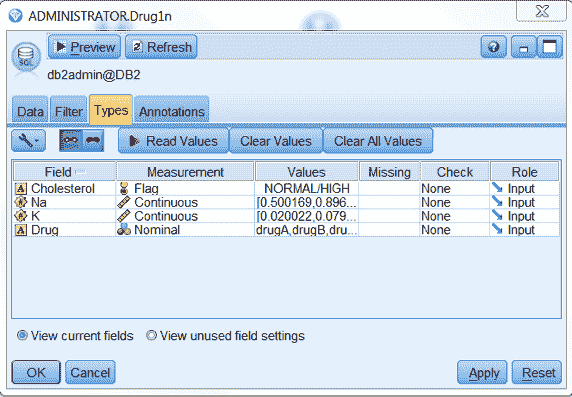 ADMINISTRATOR.Drug1n
Preview Refresh
SQL
db2admin@DB2
Data Filter Types Annotations
Read Values Clear Values Clear All Values
Field Measurement Values Missing Check Role
Cholesterol Flag NORMAL/HIGH None Input
Na Continuous [0.500169,0.896... None Input
K Continuous [0.020022,0.079... None Input
Drug Nominal drugA,drugB,dru... None Input
View current fields View unused field settings
OK Cancel Apply Reset